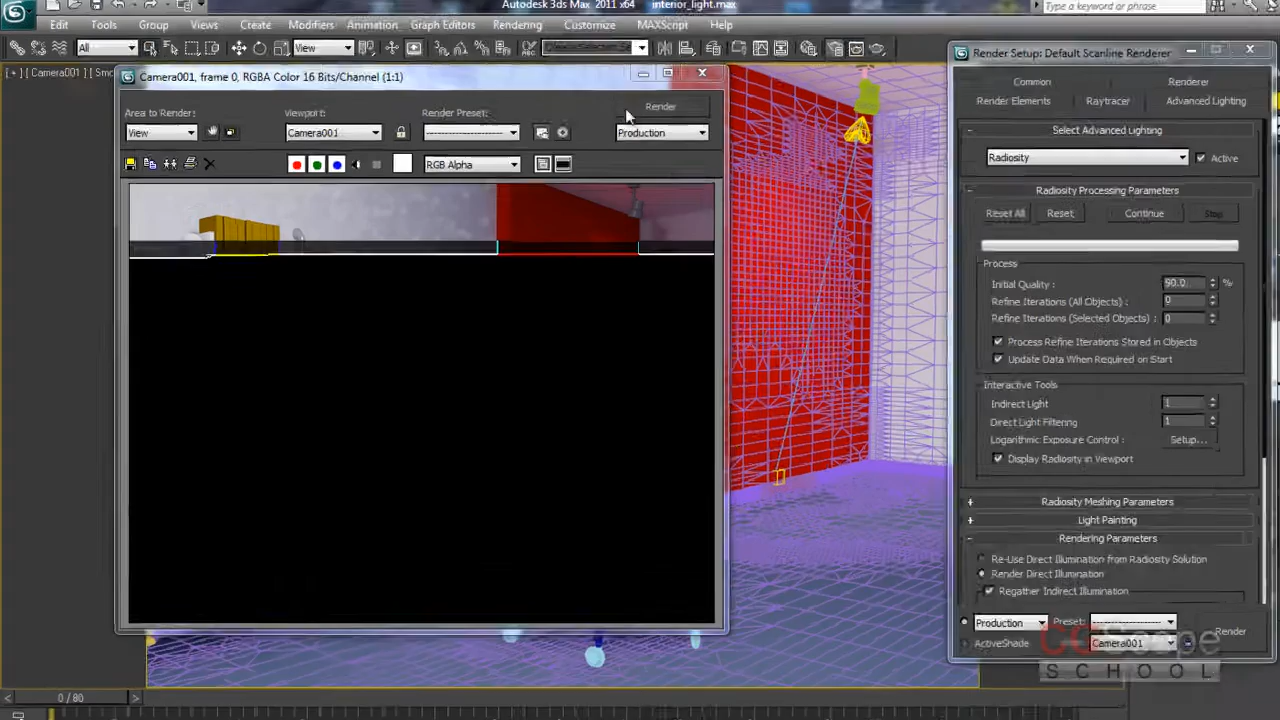 Autodesk 3ds Max 2011 x64 interior_light.max
Type a keyword or phrase
Edit Tools Group Views Create Modifiers Animation Graph Editors Rendering Customize MAXScript Help
All View
[ + ] [ Camera001 ] [ Smo
Camera001, frame 0, RGBA Color 16 Bits/Channel (1:1)
Area to Render: Viewport: Render Preset: Render
View Camera001 -------------------- Production
RGB Alpha
Render Setup: Default Scanline Renderer
Common Renderer
Render Elements Raytracer Advanced Lighting
Select Advanced Lighting
Radiosity Active
Radiosity Processing Parameters
Reset All Reset Continue Stop
Process
Initial Quality : 90.0 %
Refine Iterations (All Objects) : 0
Refine Iterations (Selected Objects) : 0
Process Refine Iterations Stored in Objects
Update Data When Required on Start
Interactive Tools
Indirect Light 1
Direct Light Filtering 1
Logarithmic Exposure Control : Setup...
Display Radiosity in Viewport
Radiosity Meshing Parameters
Light Painting
Rendering Parameters
Re-Use Direct Illumination from Radiosity Solution
Render Direct Illumination
Regather Indirect Illumination
Production Preset: --------------------
ActiveShade Camera001 Render
CGScope
SCHOOL
0 / 80